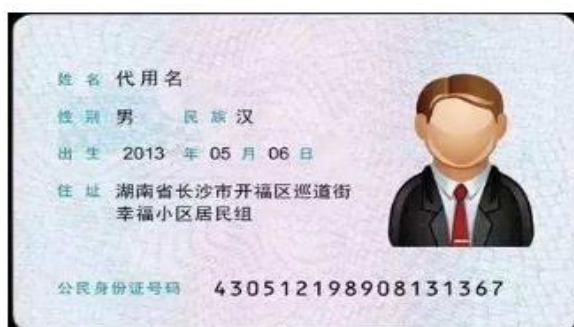 姓名 代用名
性别 男 民族 汉
出生 2013 年 05 月 06 日
住址 湖南省长沙市开福区巡道街
幸福小区居民组
公民身份证号码 430512198908131367